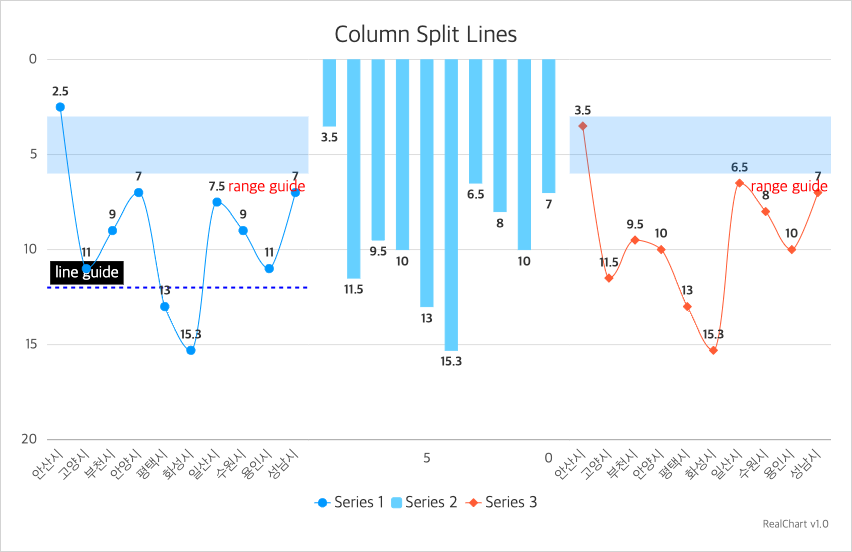 Column Split Lines
0
5
10
15
20
2.5
11
9
7
13
15.3
7.5
9
11
7
range guide
line guide
3.5
11.5
9.5
10
13
15.3
6.5
8
10
7
3.5
11.5
9.5
10
13
15.3
6.5
8
10
7
range guide
안산시
고양시
부천시
안양시
평택시
화성시
일산시
수원시
용인시
성남시
5
0
안산시
고양시
부천시
안양시
평택시
화성시
일산시
수원시
용인시
성남시
Series 1
Series 2
Series 3
RealChart v1.0